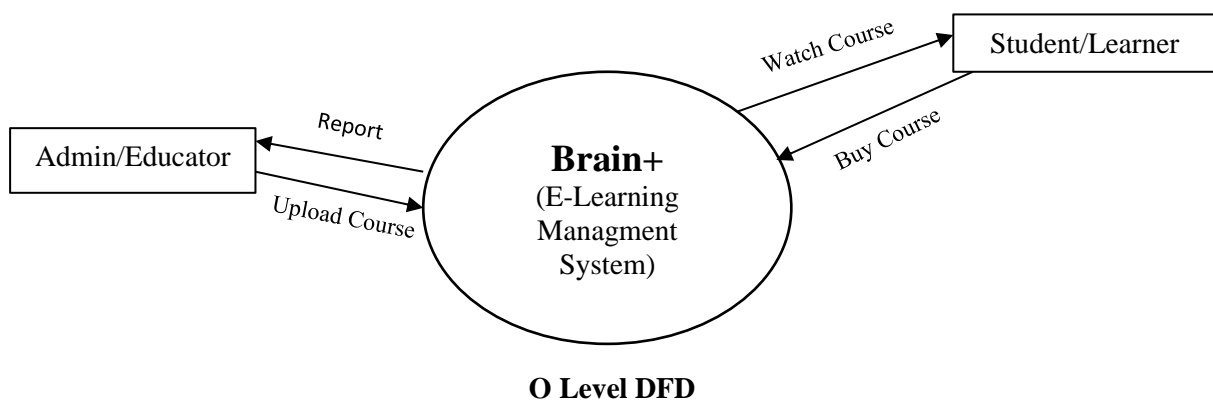 Watch Course
Student/Learner
Buy Course
Report
Admin/Educator
Upload Course
Brain+
(E-Learning
Managment
System)
O Level DFD